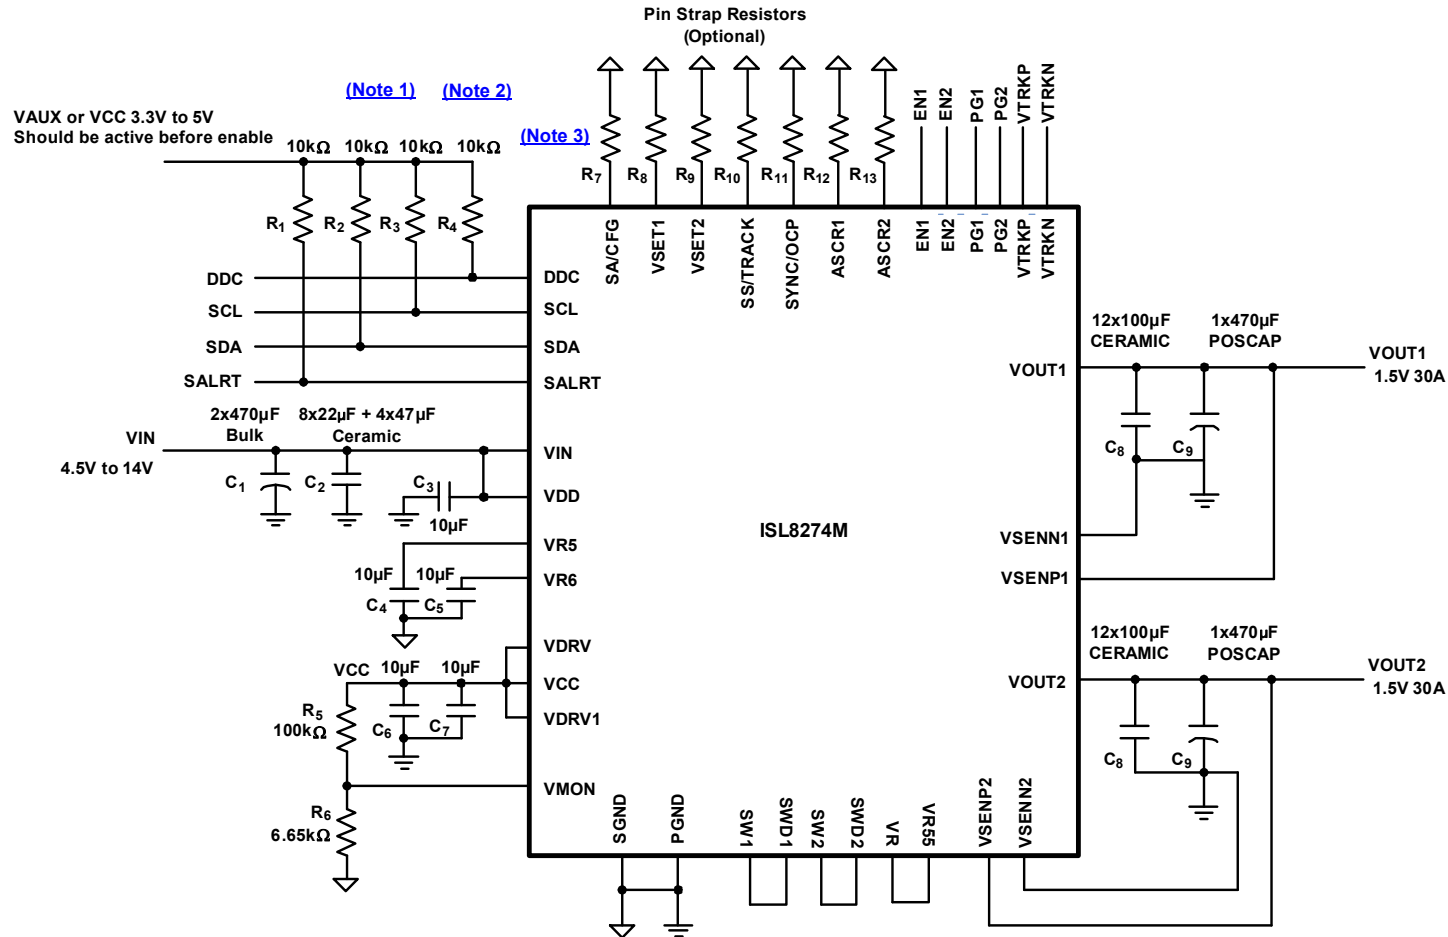 Pin Strap Resistors
(Optional)
(Note 1) (Note 2)
(Note 3)
VAUX or VCC 3.3V to 5V
Should be active before enable
10kΩ 10kΩ 10kΩ 10kΩ
R1 R2 R3 R4
R7 R8 R9 R10 R11 R12 R13
EN1 EN2 PG1 PG2 VTRKP VTRKN
SA/CFG VSET1 VSET2 SS/TRACK SYNC/OCP ASCR1 ASCR2 EN1 EN2 PG1 PG2 VTRKP VTRKN
DDC DDC
SCL SCL
SDA SDA
SALRT SALRT
2x470µF 8x22µF + 4x47µF
Bulk Ceramic
VIN VIN
4.5V to 14V
C1 C2 C3
10µF
VDD
VR5
VR6
10µF 10µF
C4 C5
VDRV
VCC 10µF 10µF VCC
VDRV1
C6 C7
R5
100kΩ
VMON
R6
6.65kΩ
ISL8274M
12x100µF 1x470µF
CERAMIC POSCAP
VOUT1 VOUT1
1.5V 30A
C8 C9
VSENN1
VSENP1
12x100µF 1x470µF
CERAMIC POSCAP
VOUT2 VOUT2
1.5V 30A
C8 C9
SGND PGND SW1 SWD1 SW2 SWD2 VR VR55 VSENP2 VSENN2